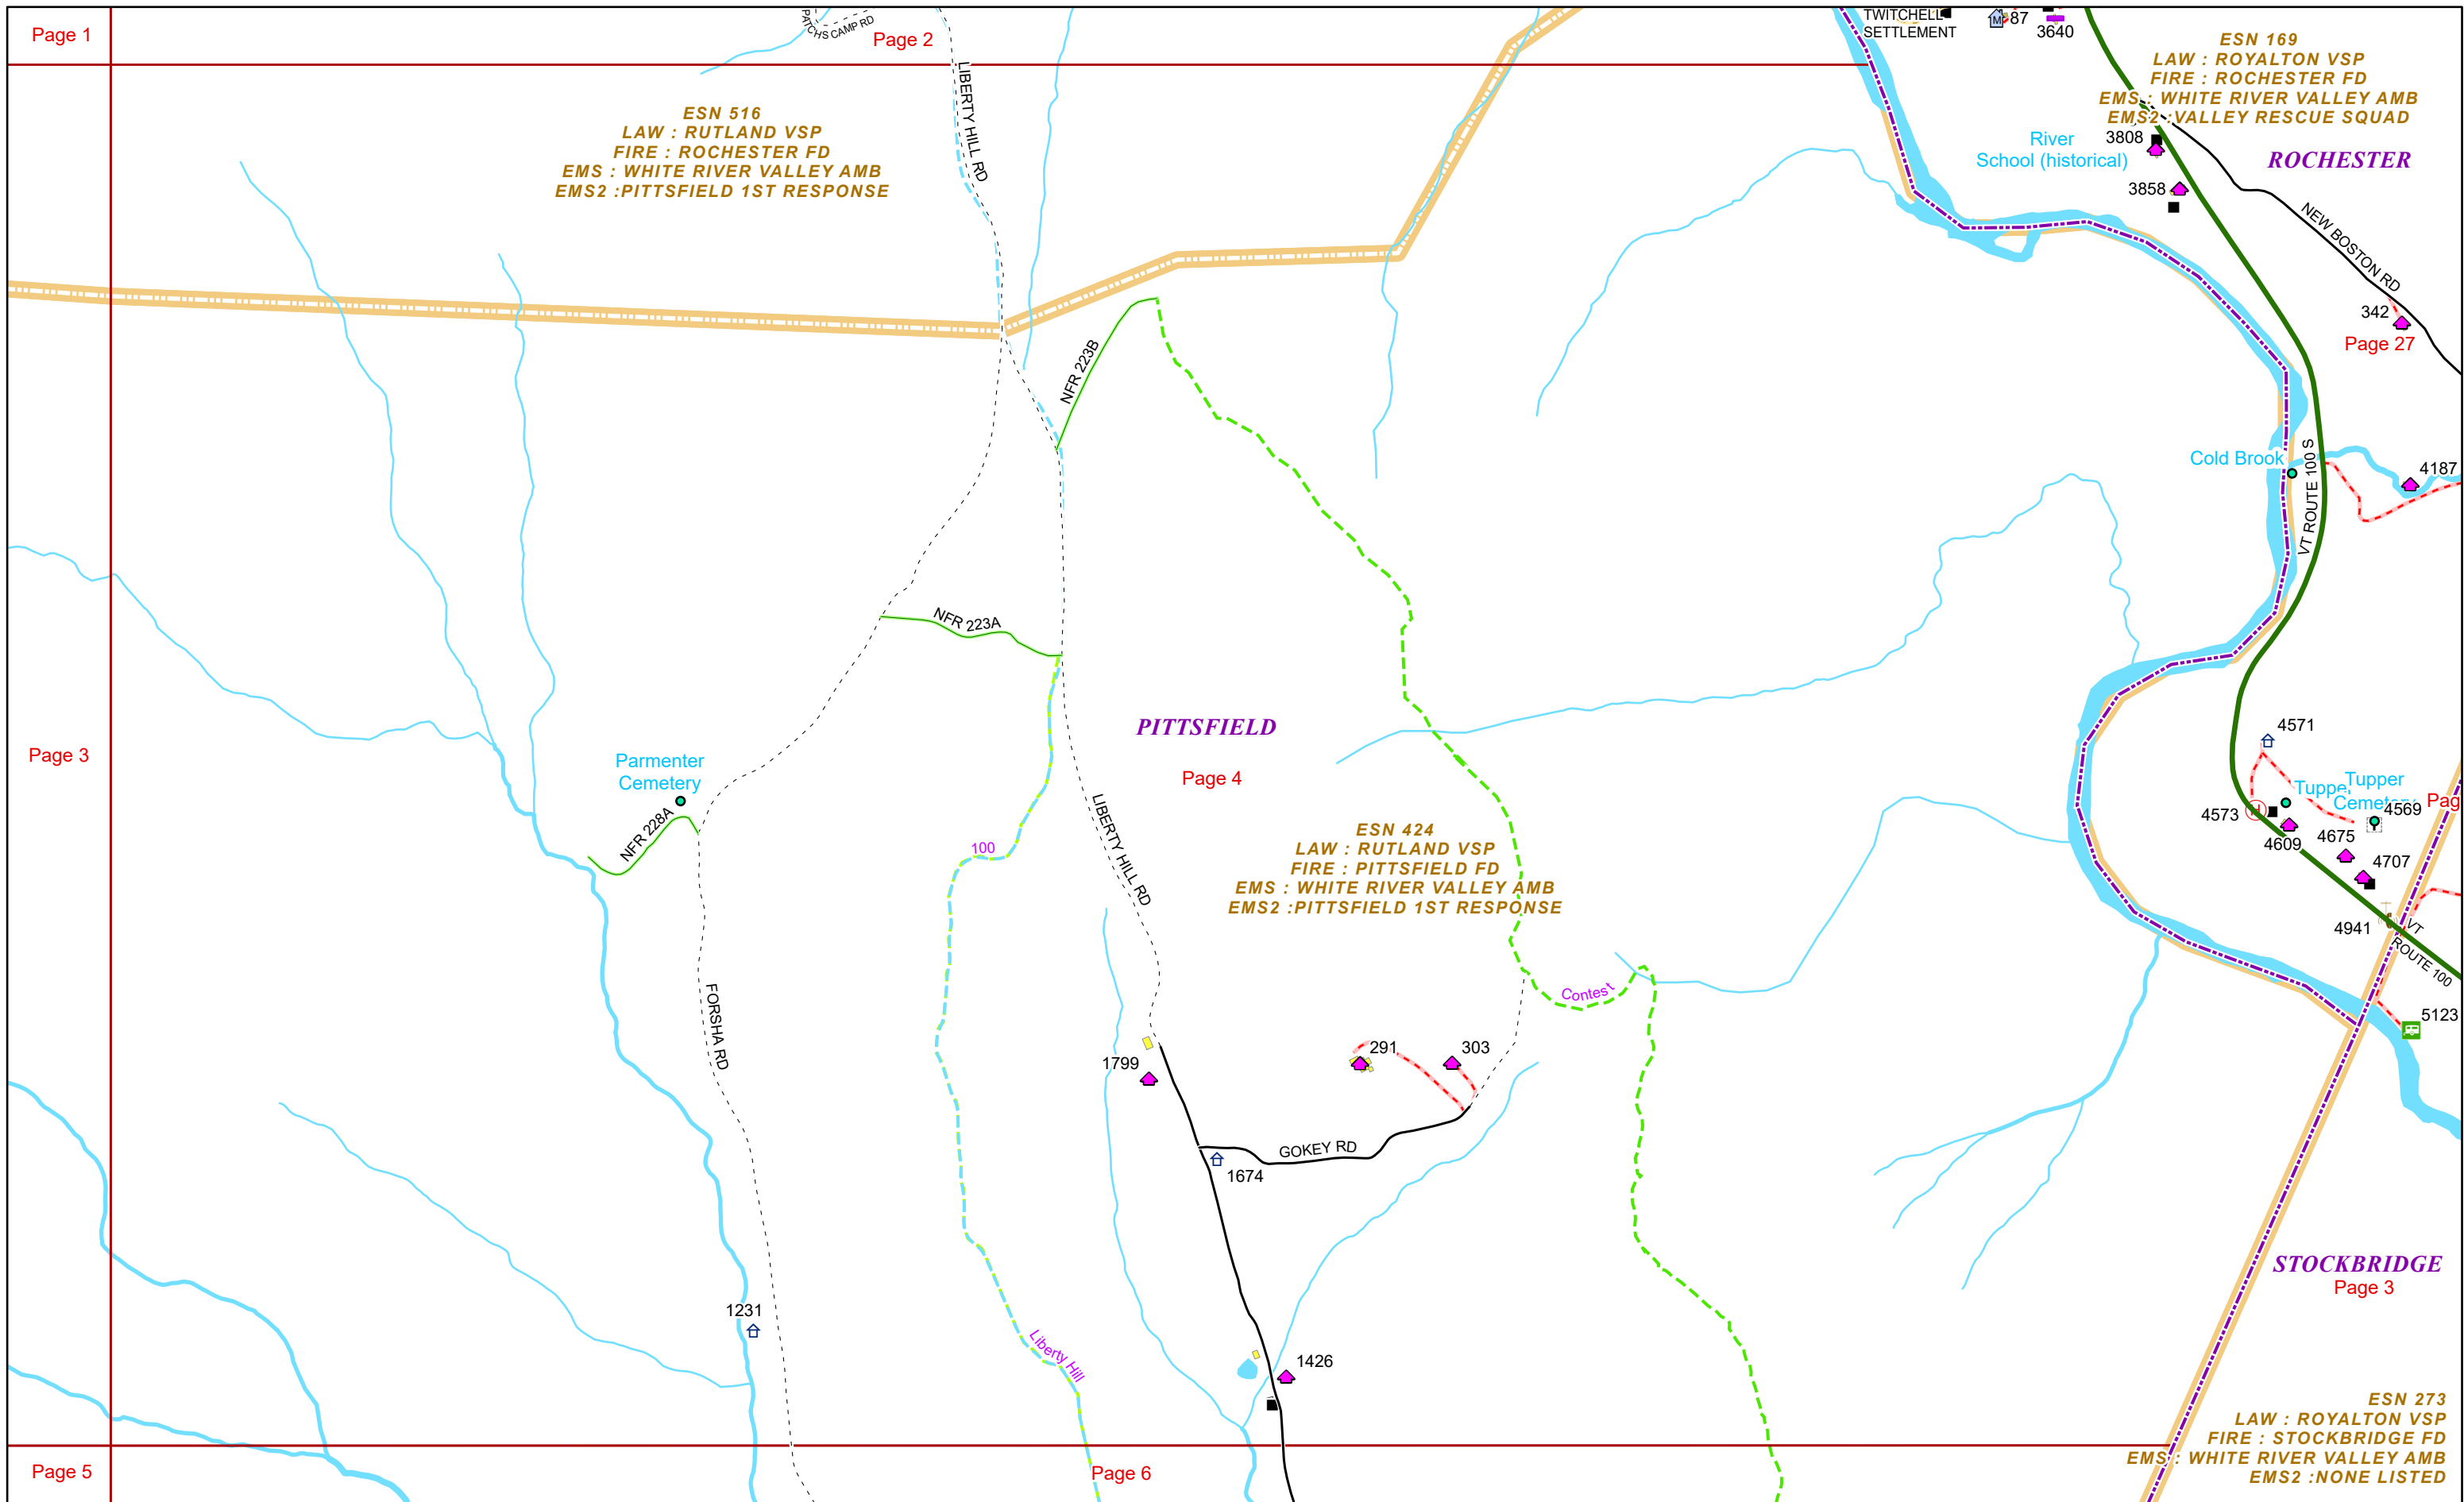 Page 1
PATCHS CAMP RD
Page 2
LIBERTY HILL RD
TWITCHELL
SETTLEMENT
87
3640
ESN 169
LAW : ROYALTON VSP
FIRE : ROCHESTER FD
EMS : WHITE RIVER VALLEY AMB
EMS2 :VALLEY RESCUE SQUAD
ESN 516
LAW : RUTLAND VSP
FIRE : ROCHESTER FD
EMS : WHITE RIVER VALLEY AMB
EMS2 :PITTSFIELD 1ST RESPONSE
River
School (historical)
3808
ROCHESTER
3858
NEW BOSTON RD
342
Page 27
NFR 223B
Cold Brook
VT ROUTE 100 S
4187
NFR 223A
PITTSFIELD
Page 3
Parmenter
Cemetery
Page 4
4571
Tupper
Tupper
Cemetery
Pag
4573
4569
4609
4675
4707
NFR 228A
100
LIBERTY HILL RD
ESN 424
LAW : RUTLAND VSP
FIRE : PITTSFIELD FD
EMS : WHITE RIVER VALLEY AMB
EMS2 :PITTSFIELD 1ST RESPONSE
4941
VT
ROUTE 100
Contest
FORSHA RD
5123
1799
291
303
GOKEY RD
1674
STOCKBRIDGE
Page 3
1231
Liberty Hill
1426
ESN 273
LAW : ROYALTON VSP
FIRE : STOCKBRIDGE FD
EMS : WHITE RIVER VALLEY AMB
EMS2 :NONE LISTED
Page 5
Page 6